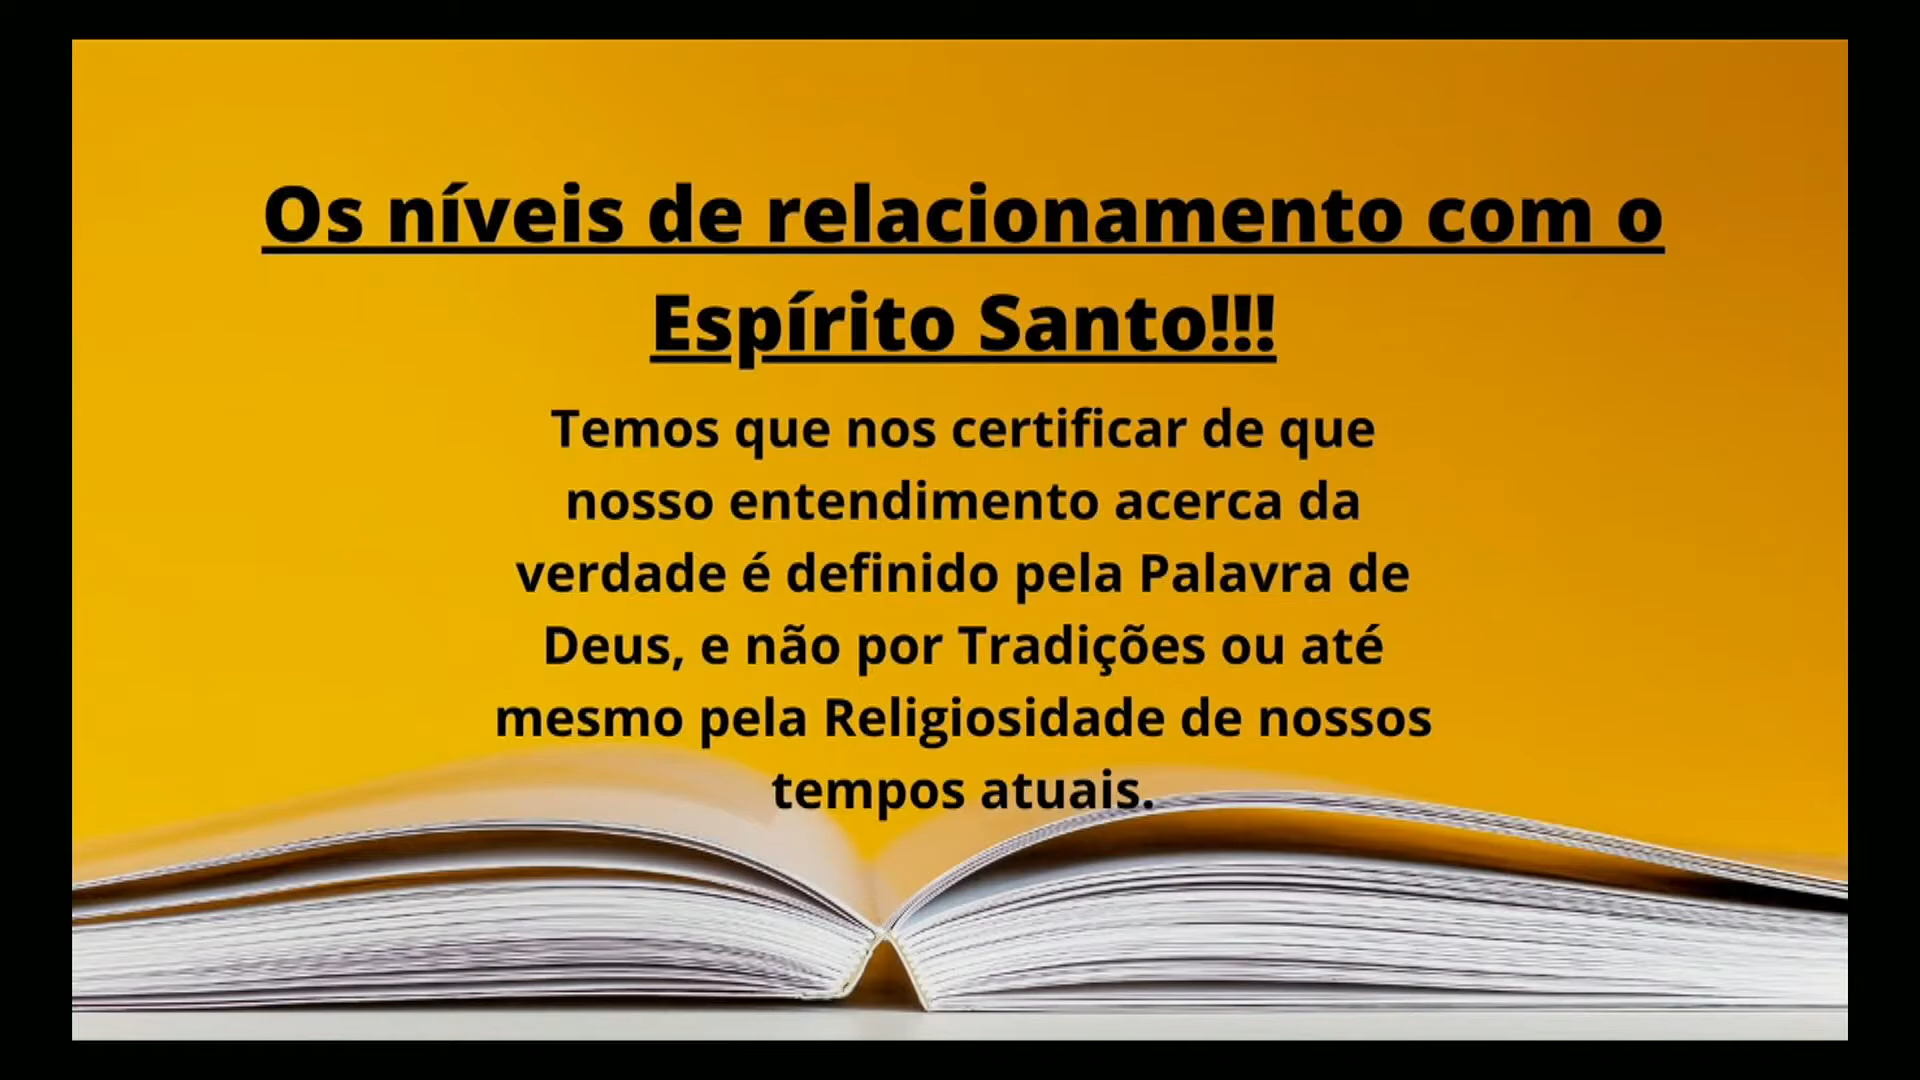 Os níveis de relacionamento com o
Espírito Santo!!!
Temos que nos certificar de que
nosso entendimento acerca da
verdade é definido pela Palavra de
Deus, e não por Tradições ou até
mesmo pela Religiosidade de nossos
tempos atuais.